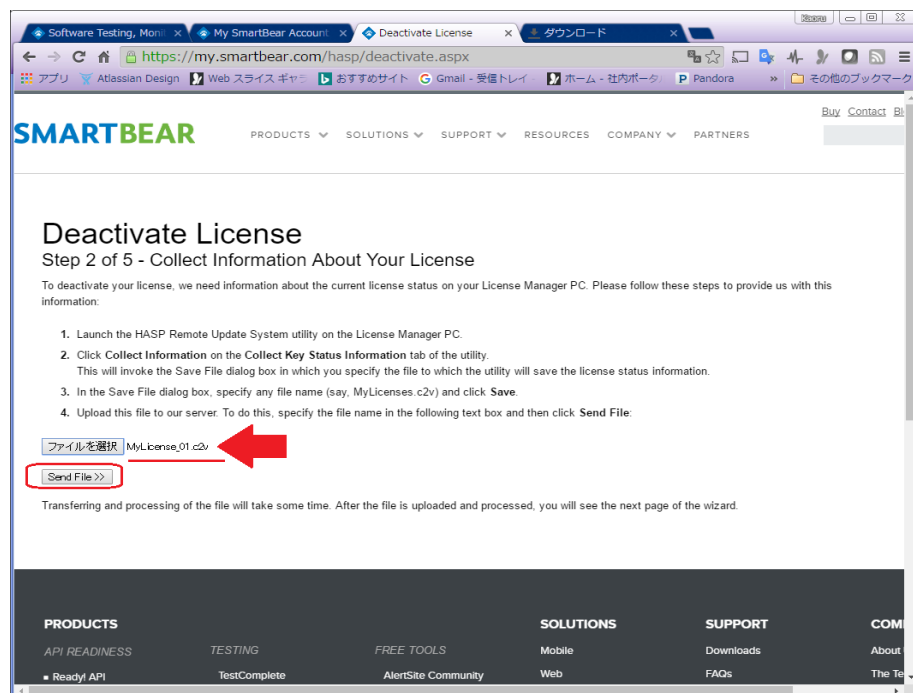 Software Testing, Moni
My SmartBear Account
Deactivate License
ダウンロード
https://my.smartbear.com/hasp/deactivate.aspx
アプリ
Atlassian Design
Web スライス ギャラ
おすすめサイト
Gmail - 受信トレイ -
ホーム - 社内ポータル
Pandora
»
その他のブックマーク
Buy Contact Bl
SMARTBEAR
PRODUCTS
SOLUTIONS
SUPPORT
RESOURCES
COMPANY
PARTNERS
Deactivate License
Step 2 of 5 - Collect Information About Your License
To deactivate your license, we need information about the current license status on your License Manager PC. Please follow these steps to provide us with this
information:
1. Launch the HASP Remote Update System utility on the License Manager PC.
2. Click Collect Information on the Collect Key Status Information tab of the utility.
This will invoke the Save File dialog box in which you specify the file to which the utility will save the license status information.
3. In the Save File dialog box, specify any file name (say, MyLicenses.c2v) and click Save.
4. Upload this file to our server. To do this, specify the file name in the following text box and then click Send File:
ファイルを選択 MyLicense_01.c2v
Send File >>
Transferring and processing of the file will take some time. After the file is uploaded and processed, you will see the next page of the wizard.
PRODUCTS
SOLUTIONS
SUPPORT
COM
API READINESS
TESTING
FREE TOOLS
Mobile
Downloads
About
Ready! API
TestComplete
AlertSite Community
Web
FAQs
The Te